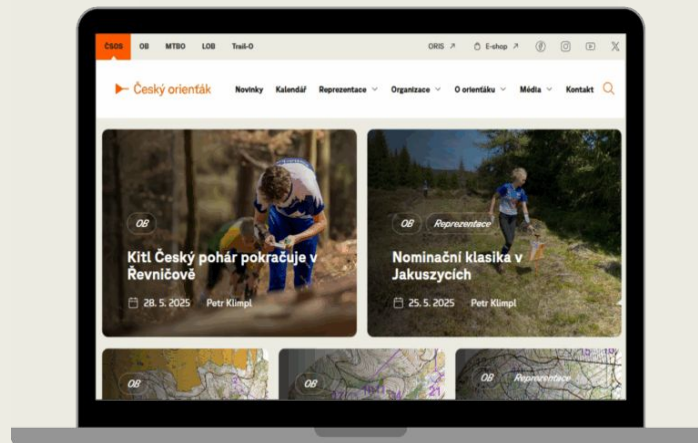 ČSOS OB MTBO LOB Trail-O ORIS E-shop
Český orienťák Novinky Kalendář Reprezentace Organizace O orienťáku Média Kontakt
OB
Kitl Český pohár pokračuje v
Řevničově
28. 5. 2025 Petr Klimpl
OB Reprezentace
Nominační klasika v
Jakuszycích
25. 5. 2025 Petr Klimpl
OB
OB
OB Reprezentace
21